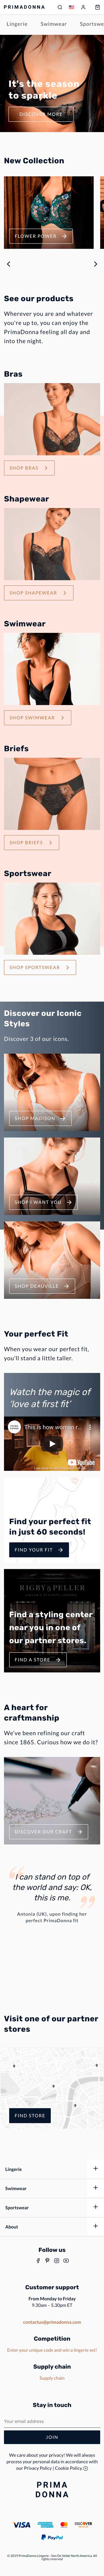 PRIMADONNA
Lingerie
Swimwear
Sportswe
It's the season
to sparkle
DISCOVER MORE
New Collection
FLOWER POWER
See our products
Wherever you are and whatever
you're up to, you can enjoy the
PrimaDonna feeling all day and
into the night.
Bras
SHOP BRAS
Shapewear
SHOP SHAPEWEAR
Swimwear
SHOP SWIMWEAR
Briefs
SHOP BRIEFS
Sportswear
SHOP SPORTSWEAR
Discover our Iconic
Styles
Discover 3 of our icons.
SHOP MADISON
SHOP I WANT YOU
SHOP DEAUVILLE
Your perfect Fit
When you wear our perfect fit,
you'll stand a little taller.
Watch the magic of
'love at first fit'
This is how women r...
YouTube
Find your perfect fit
in just 60 seconds!
FIND YOUR FIT
RIGBY & PELLER
Find a styling center
near you in one of
our partner stores.
FIND A STORE
A heart for
craftmanship
We've been refining our craft
since 1865. Curious how we do it?
DISCOVER OUR CRAFT
I can stand on top of
the world and say: OK,
this is me.
Antonia (UK), upon finding her
perfect PrimaDonna fit
Visit one of our partner
stores
FIND STORE
Lingerie
Swimwear
Sportswear
About
Follow us
Customer support
From Monday to Friday
9.30am – 5.30pm ET
contactus@primadonna.com
Competition
Enter your unique code and win a lingerie set!
Supply chain
Supply chain
Stay in touch
Your email address
JOIN
We care about your privacy! We will always
process your personal data in accordance with
our Privacy Policy | Cookie Policy
PRIMA
DONNA
VISA
DISCOVER
PayPal